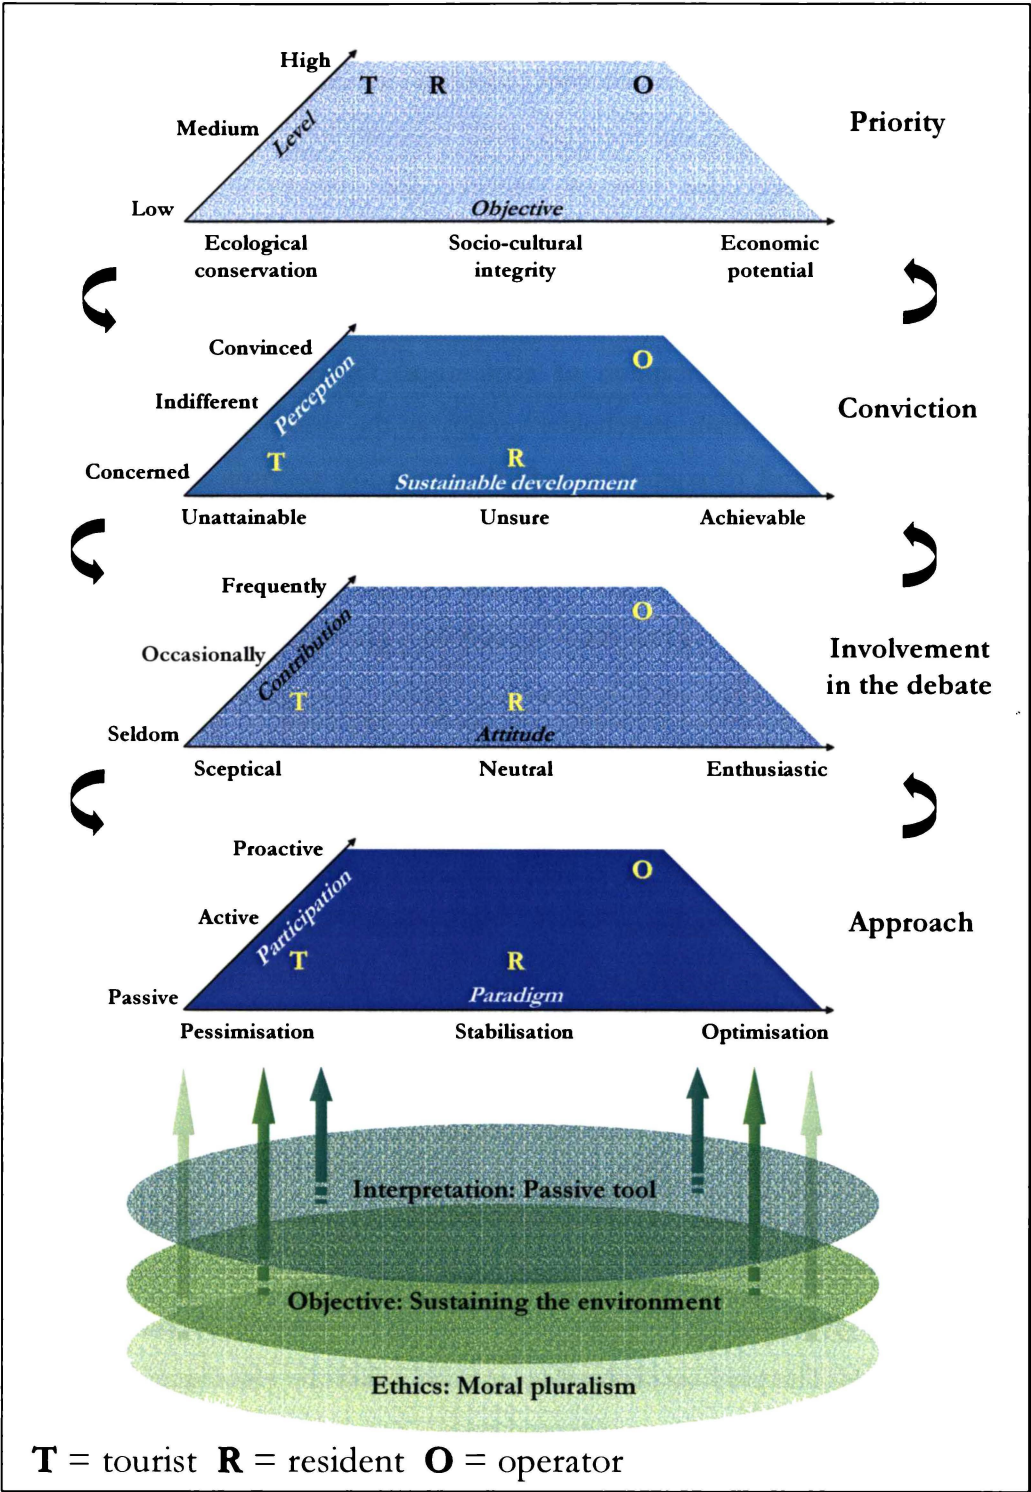 High
T R O
Priority
Medium
Level
Low
Objective
Ecological
conservation
Socio-cultural
integrity
Economic
potential
Convinced
O
Perception
Indifferent
Conviction
T
R
Concerned
Sustainable development
Unattainable
Unsure
Achievable
Frequently
O
Contribution
Occasionally
Involvement
in the debate
T
R
Seldom
Attitude
Sceptical
Neutral
Enthusiastic
Proactive
O
Participation
Active
Approach
T
R
Passive
Paradigm
Pessimisation
Stabilisation
Optimisation
Interpretation: Passive tool
Objective: Sustaining the environment
Ethics: Moral pluralism
T = tourist R = resident O = operator